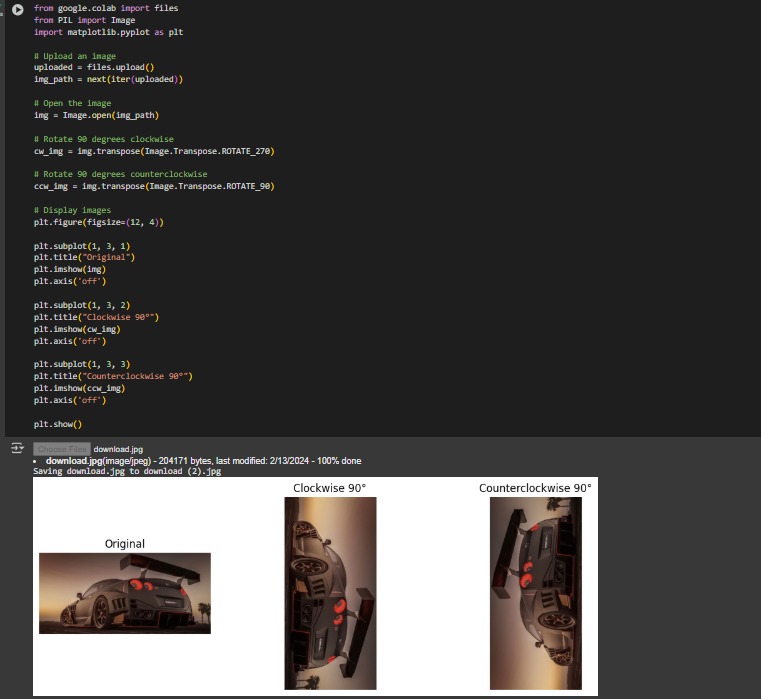 from google.colab import files
from PIL import Image
import matplotlib.pyplot as plt
# Upload an image
uploaded = files.upload()
img_path = next(iter(uploaded))
# Open the image
img = Image.open(img_path)
# Rotate 90 degrees clockwise
cw_img = img.transpose(Image.Transpose.ROTATE_270)
# Rotate 90 degrees counterclockwise
ccw_img = img.transpose(Image.Transpose.ROTATE_90)
# Display images
plt.figure(figsize=(12, 4))
plt.subplot(1, 3, 1)
plt.title("Original")
plt.imshow(img)
plt.axis('off')
plt.subplot(1, 3, 2)
plt.title("Clockwise 90°")
plt.imshow(cw_img)
plt.axis('off')
plt.subplot(1, 3, 3)
plt.title("Counterclockwise 90°")
plt.imshow(ccw_img)
plt.axis('off')
plt.show()
Choose Files download.jpg
download.jpg(image/jpeg) - 204171 bytes, last modified: 2/13/2024 - 100% done
Saving download.jpg to download (2).jpg
Original
Clockwise 90°
Counterclockwise 90°